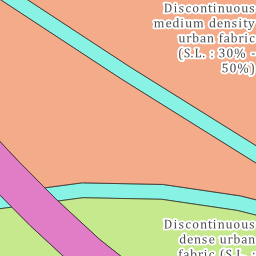 Discontinuous
medium density
urban fabric
(S.L. : 30% -
50%)
Discontinuous
dense urban
fabric (S.L. :